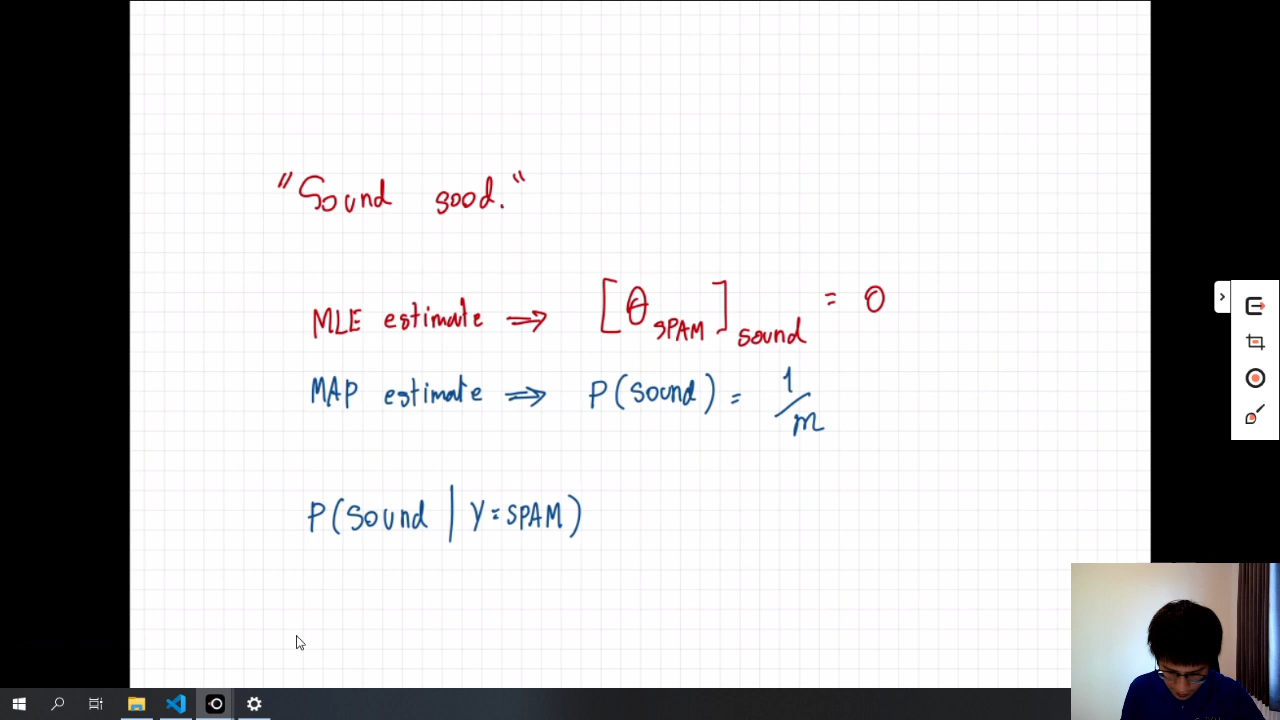 "Sound good."
MLE estimate ⇒ [θ_SPAM]_sound = 0
MAP estimate ⇒ P(sound) = 1/m
P(sound | Y=SPAM)